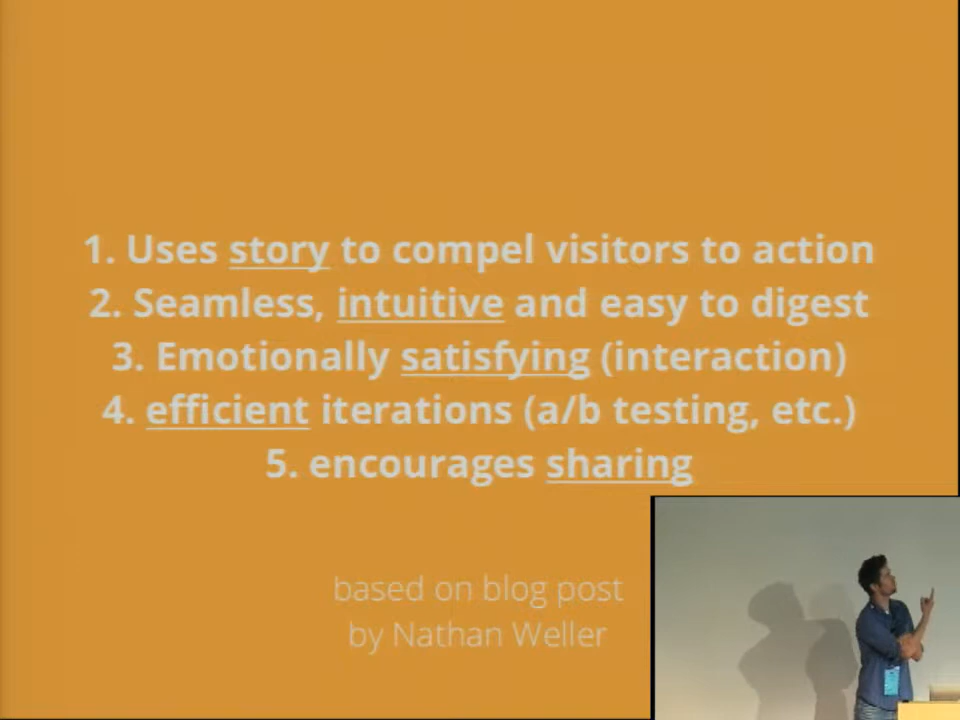 1. Uses story to compel visitors to action
2. Seamless, intuitive and easy to digest
3. Emotionally satisfying (interaction)
4. efficient iterations (a/b testing, etc.)
5. encourages sharing
based on blog post
by Nathan Weller